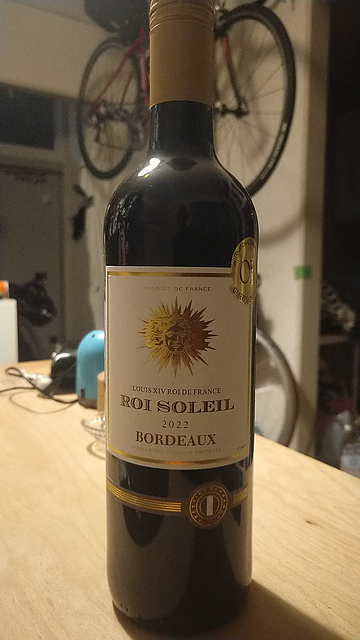 PRODUIT DE FRANCE
LOUIS XIV ROI DE FRANCE
ROI SOLEIL
2022
BORDEAUX